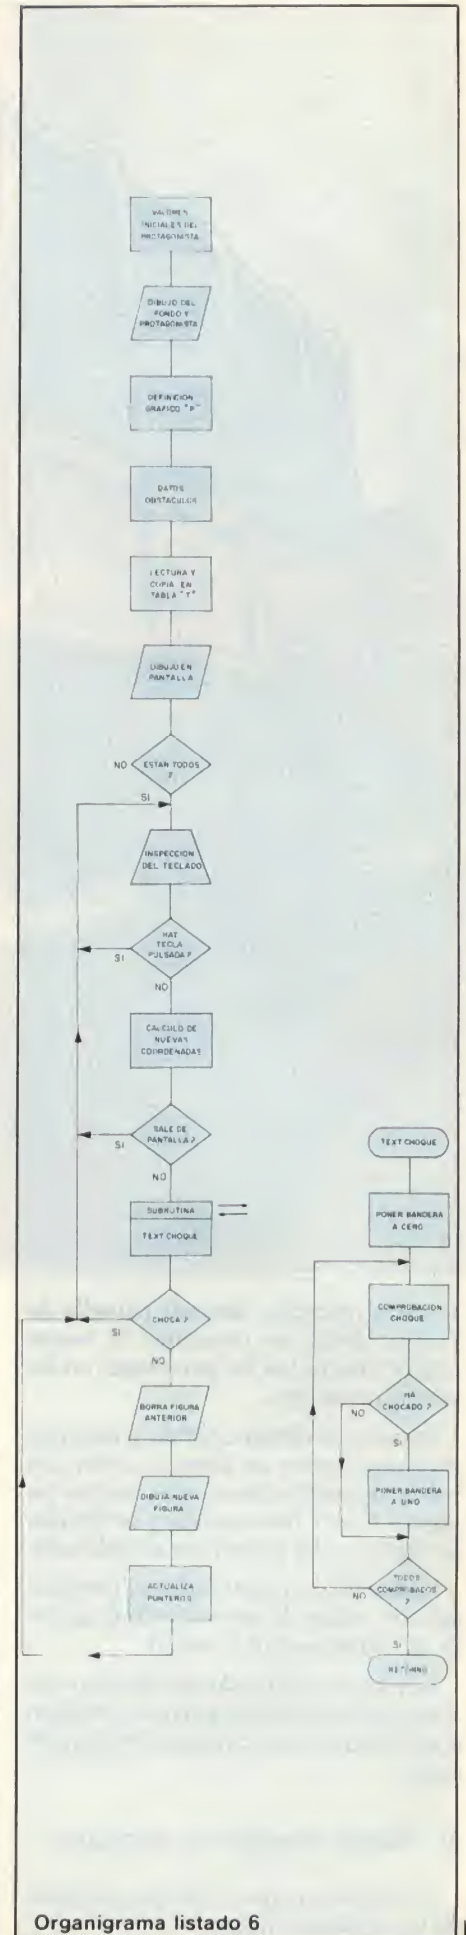 VALORES
INICIALES DEL
PROTAGONISTA
DIBUJO DEL
FONDO Y
PROTAGONISTA
DEFINICION
GRAFICO "P"
DATOS
OBSTACULOS
LECTURA Y
COPIA EN
TABLA "T"
DIBUJO EN
PANTALLA
NO
ESTAN TODOS
?
SI
INSPECCION
DEL TECLADO
HAY
TECLA
PULSADA ?
SI
NO
CALCULO DE
NUEVAS
COORDENADAS
SALE DE
PANTALLA ?
SI
NO
SUBRUTINA
TEXT CHOQUE
CHOCA ?
SI
NO
BORRA FIGURA
ANTERIOR
DIBUJA NUEVA
FIGURA
ACTUALIZA
PUNTEROS
TEXT CHOQUE
PONER BANDERA
A CERO
COMPROBACION
CHOQUE
HA
CHOCADO ?
NO
SI
PONER BANDERA
A UNO
TODOS
COMPROBADOS
?
NO
SI
RETORNO
Organigrama listado 6